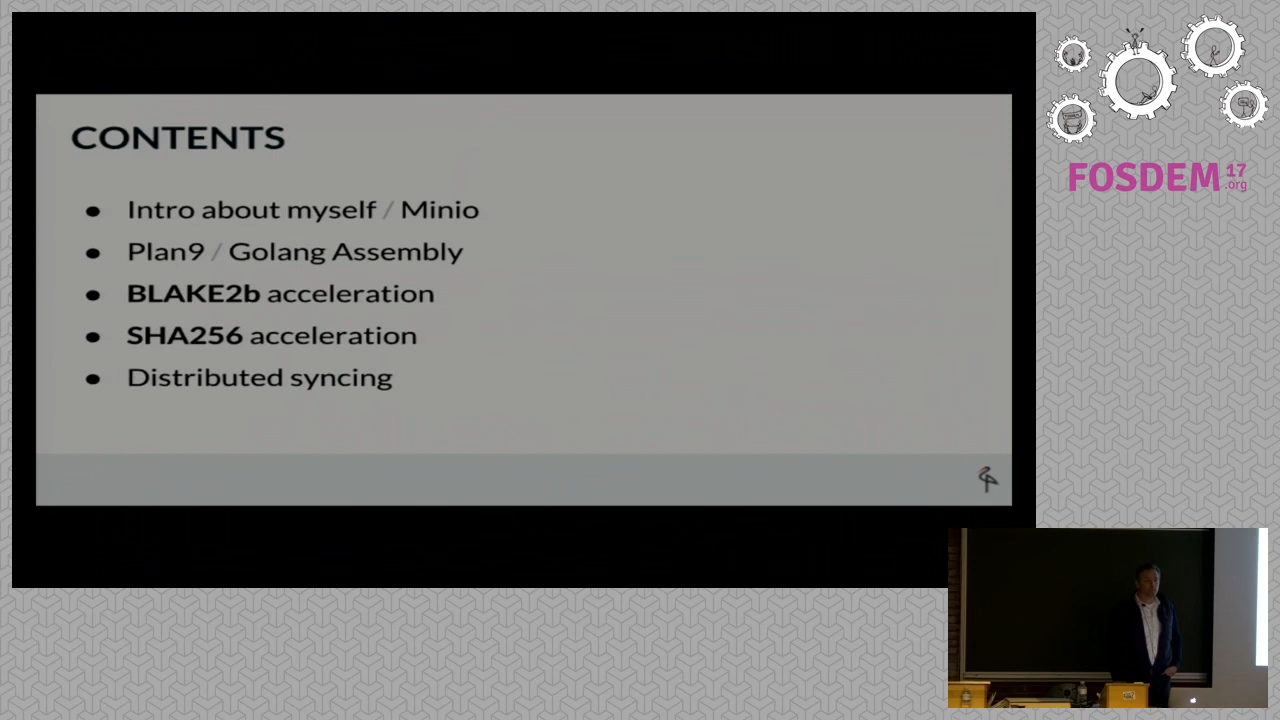 CONTENTS
● Intro about myself / Minio
● Plan9 / Golang Assembly
● BLAKE2b acceleration
● SHA256 acceleration
● Distributed syncing
FOSDEM 17 .org